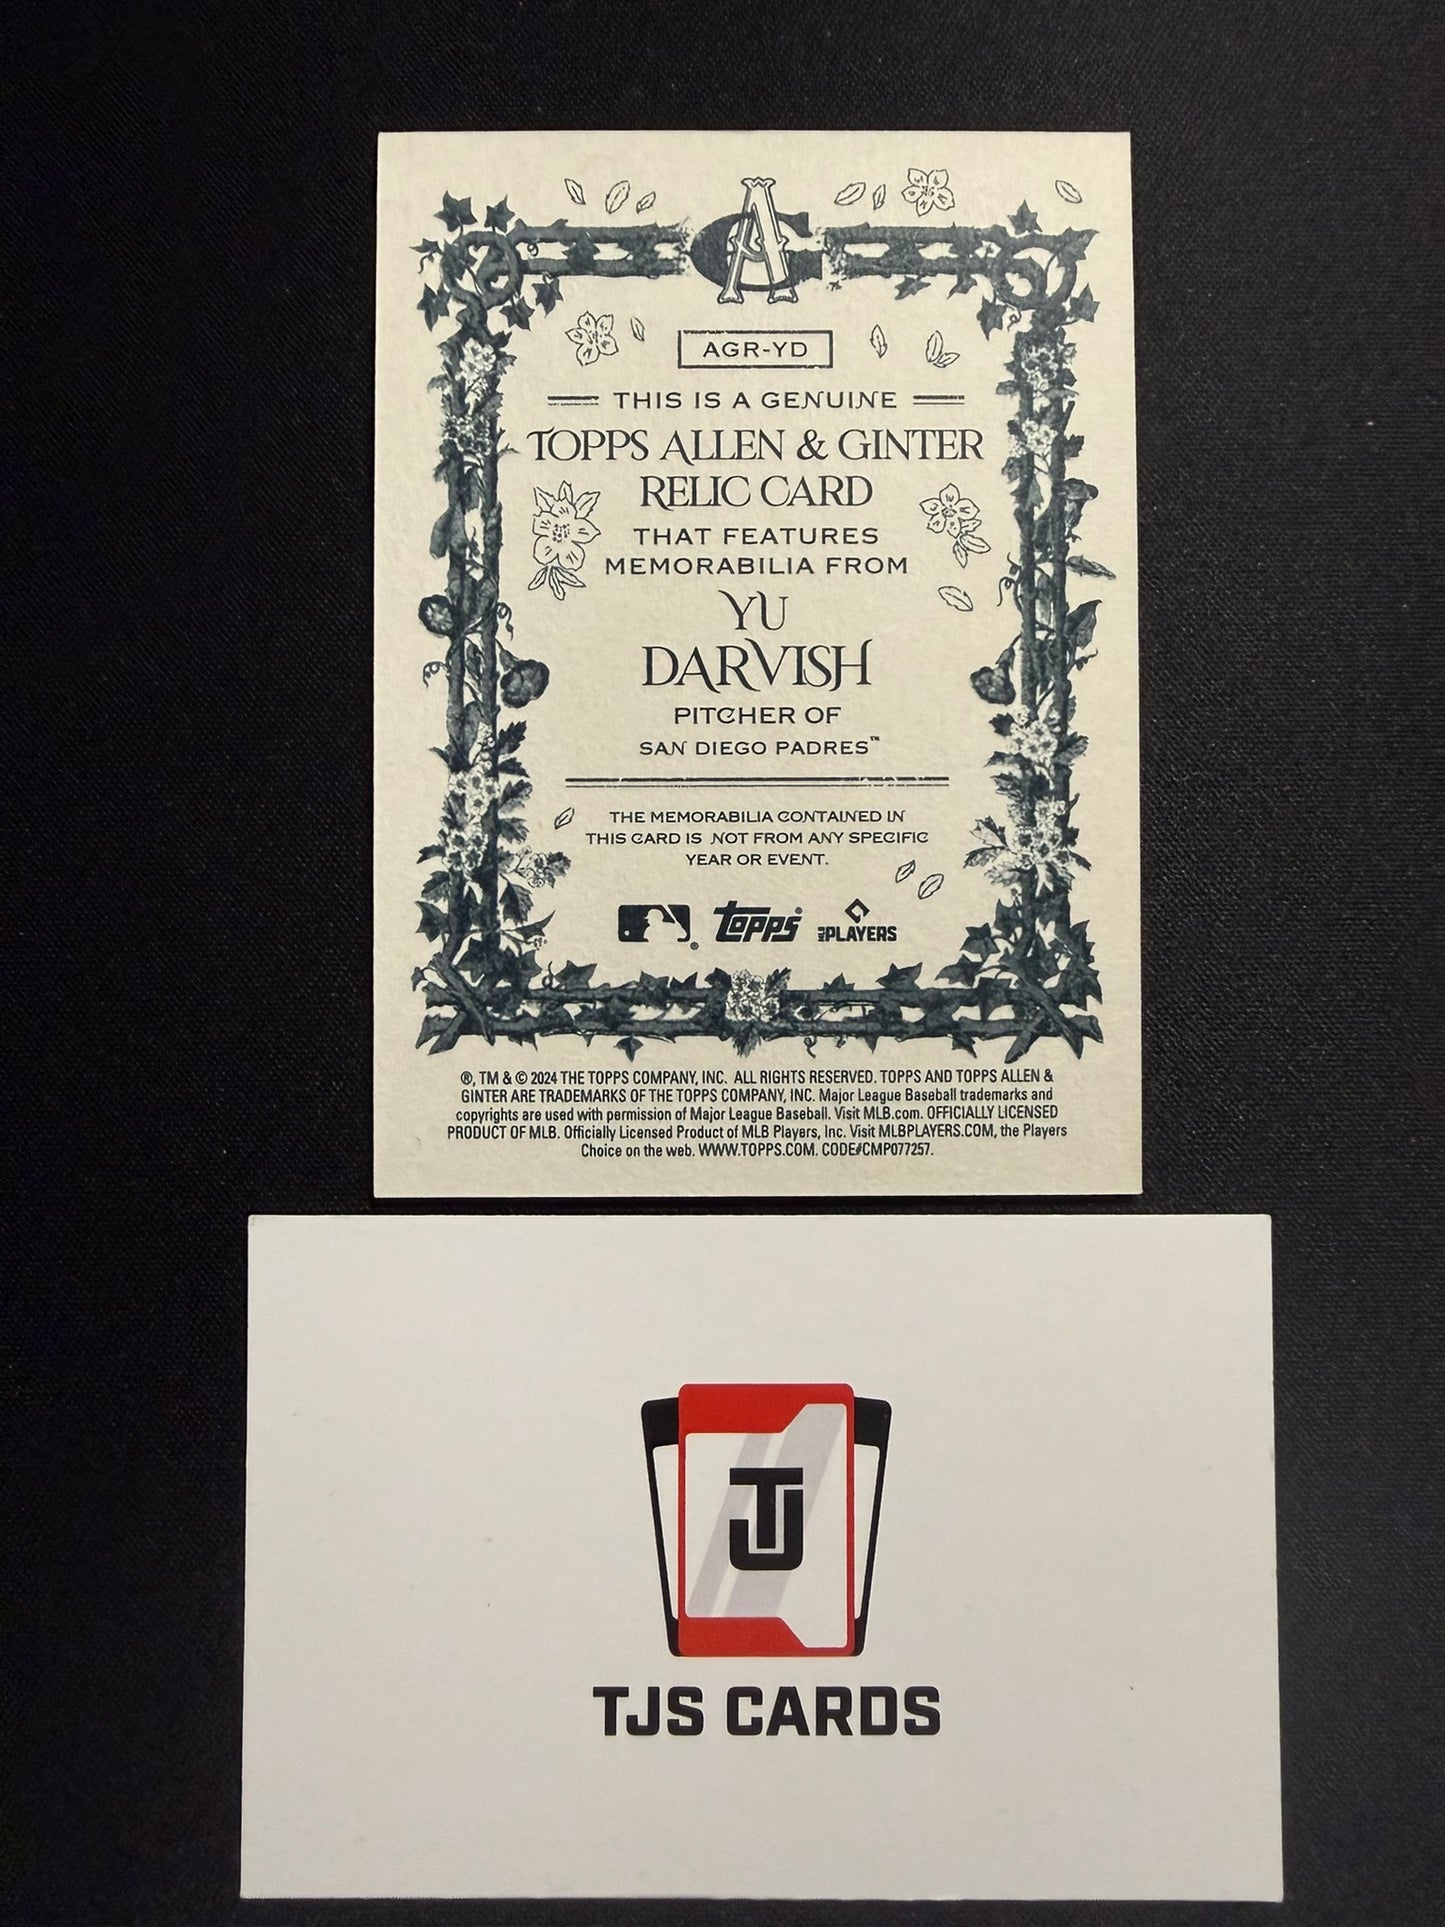 AG
AGR-YD
THIS IS A GENUINE
TOPPS ALLEN & GINTER
RELIC CARD
THAT FEATURES
MEMORABILIA FROM
YU
DARVISH
PITCHER OF
SAN DIEGO PADRES™
THE MEMORABILIA CONTAINED IN
THIS CARD IS NOT FROM ANY SPECIFIC
YEAR OR EVENT.
® topps® MLB PLAYERS
®, TM & © 2024 THE TOPPS COMPANY, INC. ALL RIGHTS RESERVED. TOPPS AND TOPPS ALLEN &
GINTER ARE TRADEMARKS OF THE TOPPS COMPANY, INC. Major League Baseball trademarks and
copyrights are used with permission of Major League Baseball. Visit MLB.com. OFFICIALLY LICENSED
PRODUCT OF MLB. Officially Licensed Product of MLB Players, Inc. Visit MLBPLAYERS.COM, the Players
Choice on the web. WWW.TOPPS.COM. CODE#CMP077257.
TJ
TJS CARDS